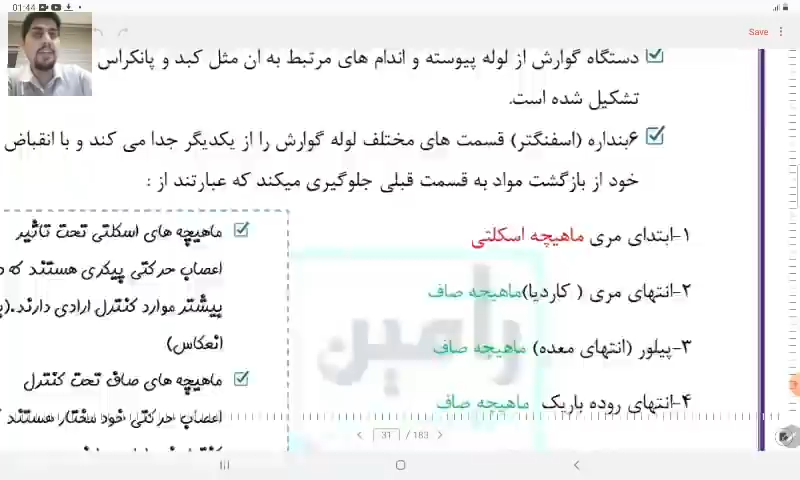 01:44
Save
دستگاه گوارش از لوله پیوسته و اندام های مرتبط به ان مثل کبد و پانکراس
تشکیل شده است.
۶بنداره (اسفنگتر) قسمت های مختلف لوله گوارش را از یکدیگر جدا می کند و با انقباض
خود از بازگشت مواد به قسمت قبلی جلوگیری میکند که عبارتند از :
۱-ابتدای مری ماهیچه اسکلتی
۲-انتهای مری ( کاردیا)ماهیچه صاف
۳-پیلور (انتهای معده) ماهیچه صاف
۴-انتهای روده باریک ماهیچه صاف
ماهیچه های اسکلتی تحت تاثیر
اعصاب حرکتی پیکری هستند که
بیشتر موارد کنترل ارادی دارند.
انعکاس)
ماهیچه های صاف تحت کنترل
اعصاب حرکتی خود مختار هستند
رامین
31 / 183